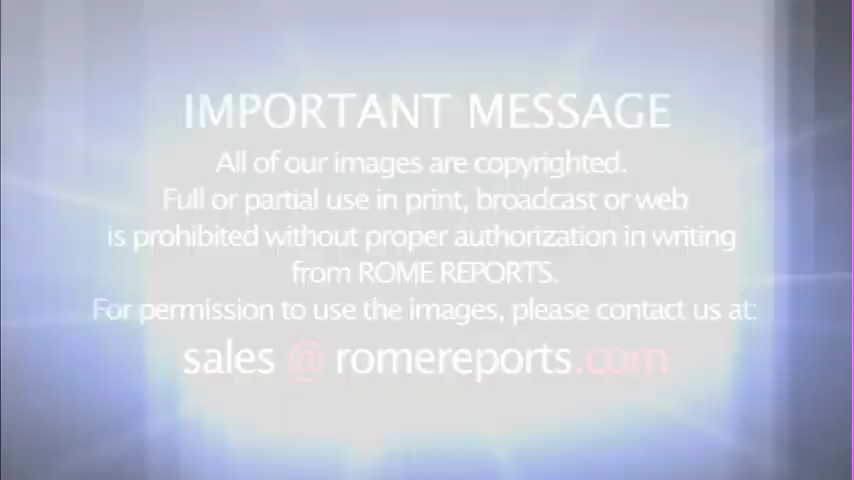 IMPORTANT MESSAGE
All of our images are copyrighted.
Full or partial use in print, broadcast or web
is prohibited without proper authorization in writing
from ROME REPORTS.
For permission to use the images, please contact us at:
sales @ romereports.com